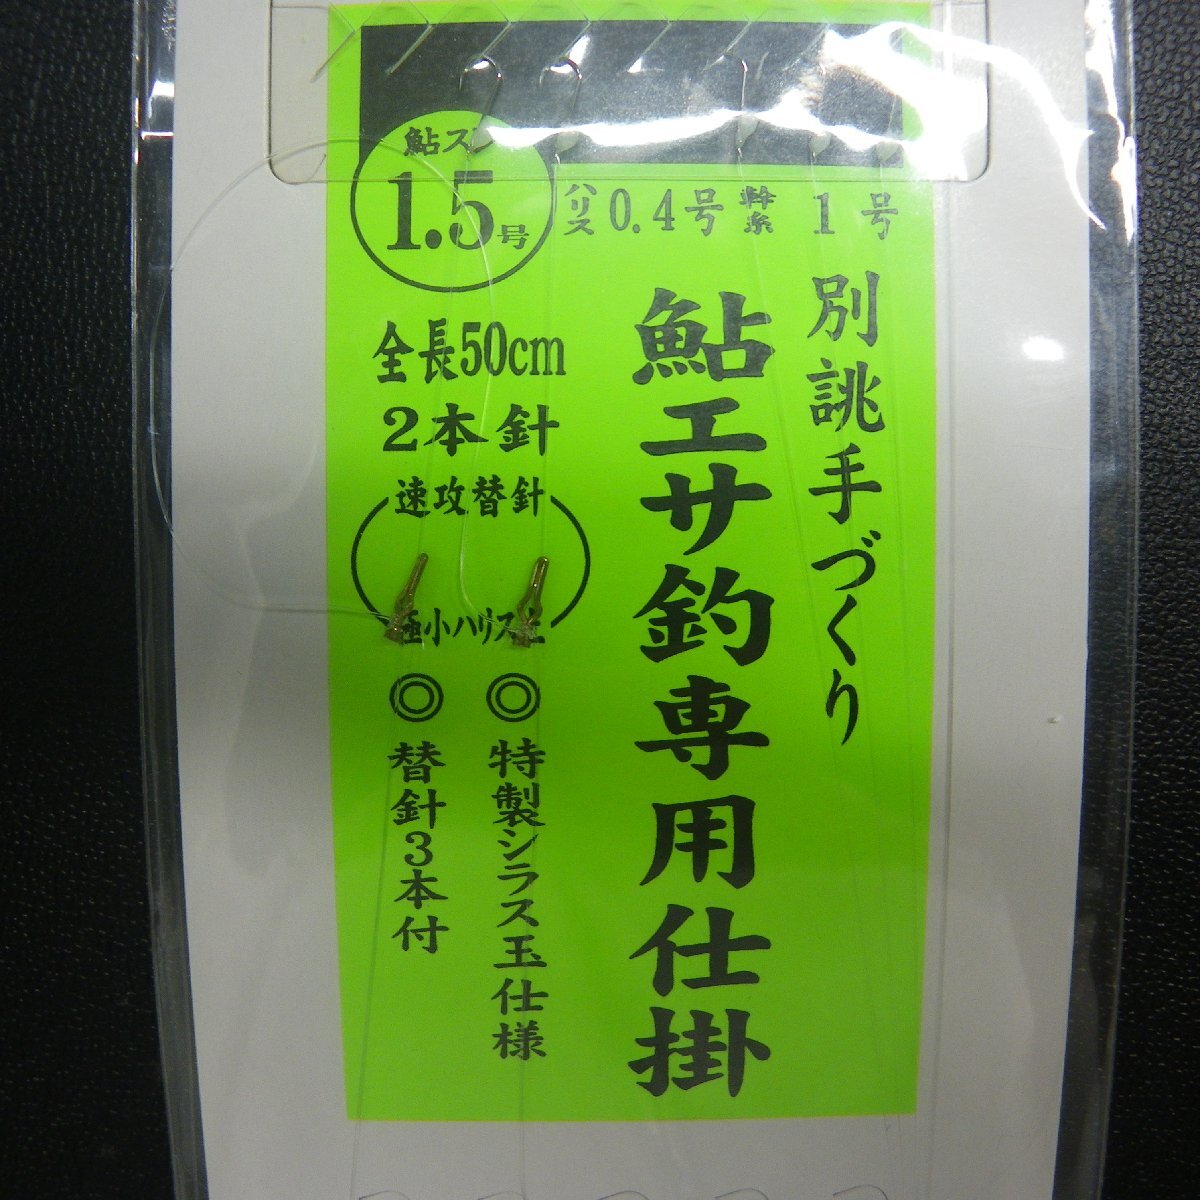 鮎ス
1.5号
ハリス 0.4号 幹糸 1号
別誂手づくり
鮎エサ釣専用仕掛
全長50cm
2本針
速攻替針
極小ハリス止
◎特製シラス玉仕様
◎替針3本付